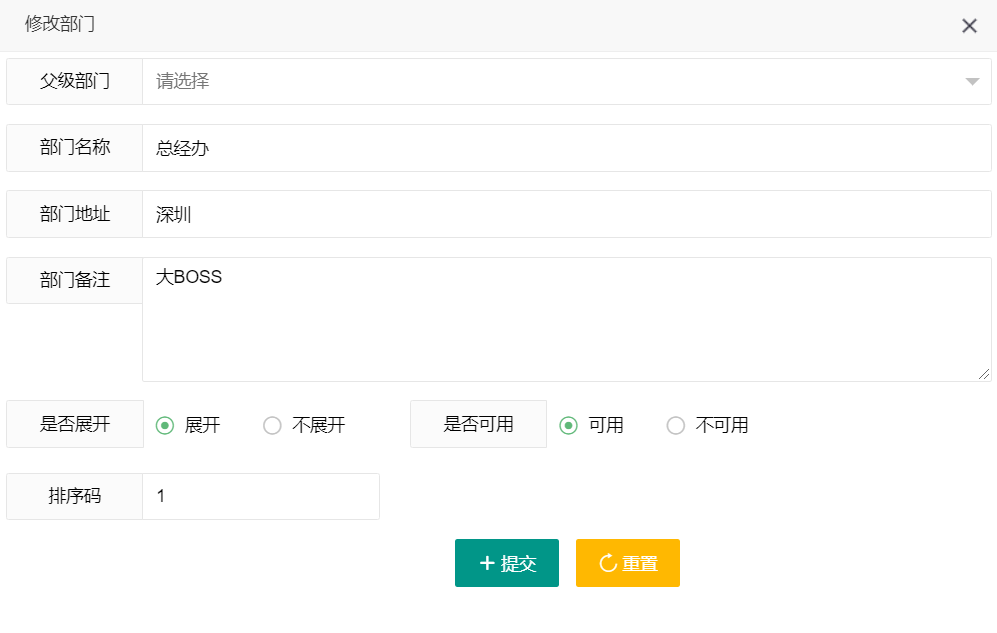 修改部门
父级部门 请选择
部门名称 总经办
部门地址 深圳
部门备注 大BOSS
是否展开 展开 不展开 是否可用 可用 不可用
排序码 1
提交 重置